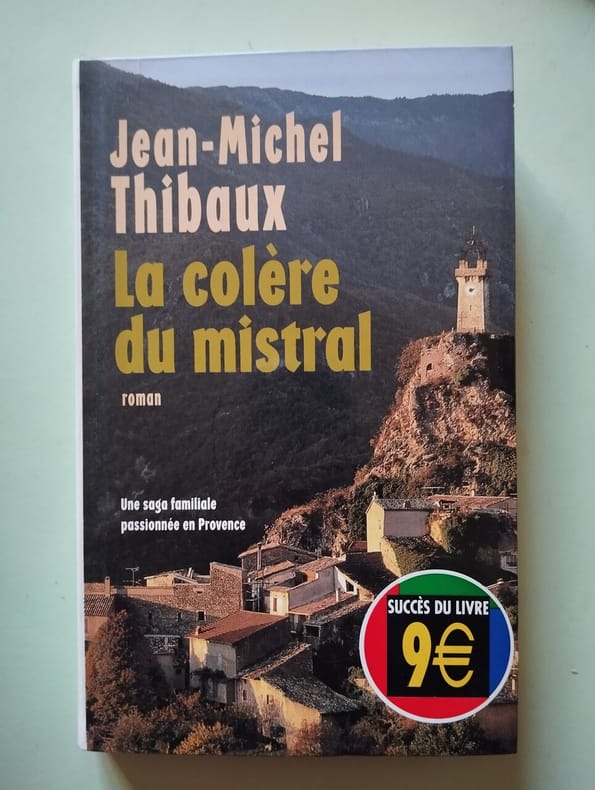 Jean-Michel
Thibaux
La colère
du mistral
roman
Une saga familiale
passionnée en Provence
SUCCÈS DU LIVRE
9€